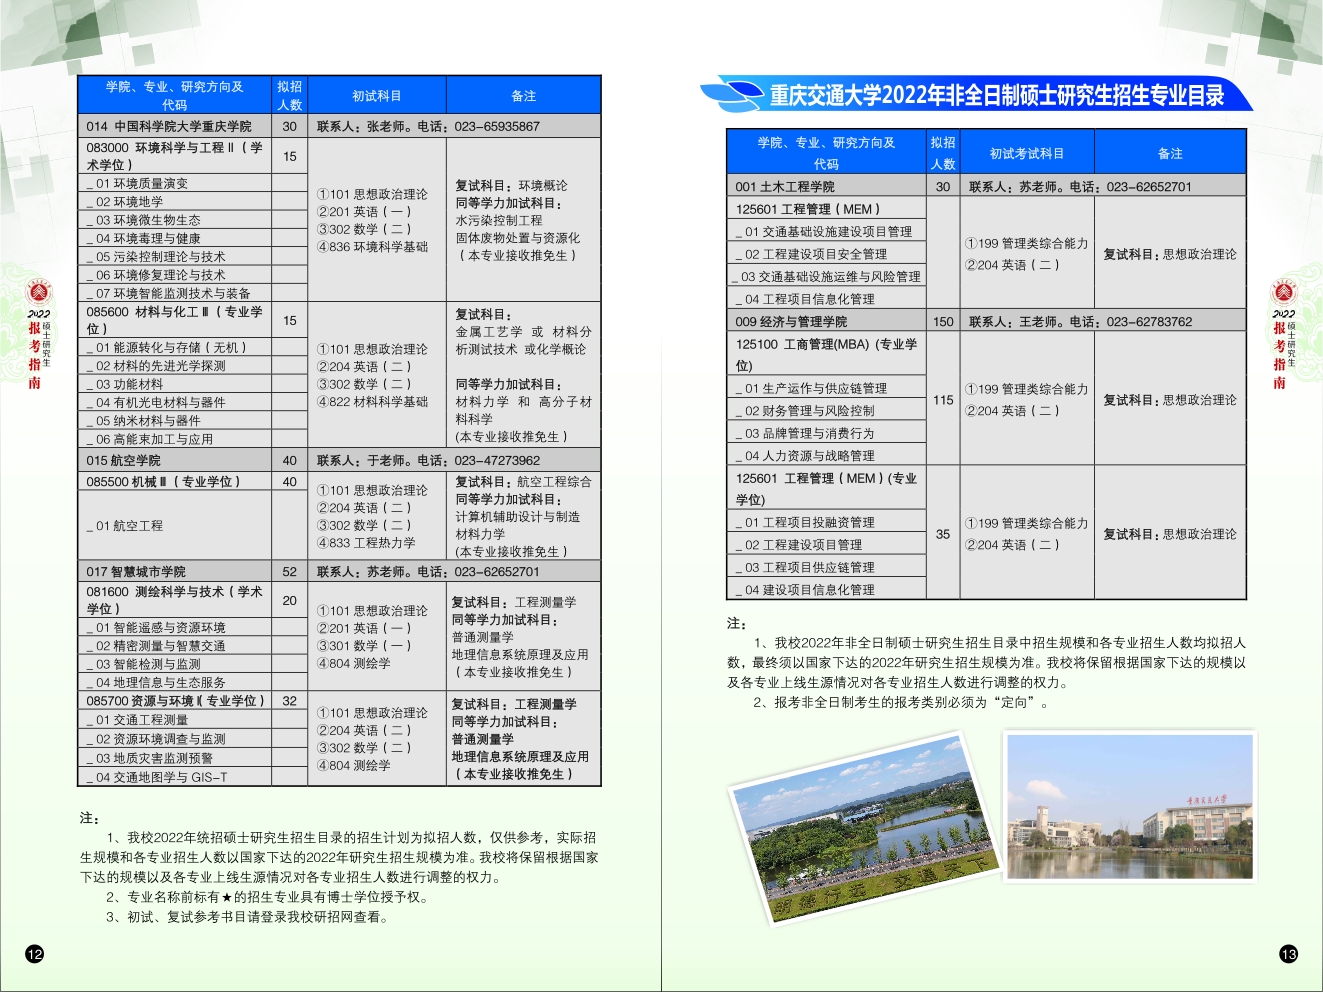 学院、专业、研究方向及
代码
拟招
人数
初试科目
备注
014 中国科学院大学重庆学院
30
联系人：张老师。电话：023-65935867
083000 环境科学与工程Ⅱ（学
术学位）
15
_ 01 环境质量演变
_ 02 环境地学
_ 03 环境微生物生态
_ 04 环境毒理与健康
_ 05 污染控制理论与技术
_ 06 环境修复理论与技术
_ 07 环境智能监测技术与装备
①101 思想政治理论
②201 英语（一）
③302 数学（二）
④836 环境科学基础
复试科目：环境概论
同等学力加试科目：
水污染控制工程
固体废物处置与资源化
（本专业接收推免生）
085600 材料与化工Ⅲ（专业学
位）
15
_ 01 能源转化与存储（无机）
_ 02 材料的先进光学探测
_ 03 功能材料
_ 04 有机光电材料与器件
_ 05 纳米材料与器件
_ 06 高能束加工与应用
①101 思想政治理论
②204 英语（二）
③302 数学（二）
④822 材料科学基础
复试科目：
金属工艺学 或 材料分
析测试技术 或化学概论
同等学力加试科目：
材料力学 和 高分子材
料科学
(本专业接收推免生）
015 航空学院
40
联系人：于老师。电话：023-47273962
085500 机械Ⅲ（专业学位）
40
_ 01 航空工程
①101 思想政治理论
②204 英语（二）
③302 数学（二）
④833 工程热力学
复试科目：航空工程综合
同等学力加试科目：
计算机辅助设计与制造
材料力学
(本专业接收推免生）
017 智慧城市学院
52
联系人：苏老师。电话：023-62652701
081600 测绘科学与技术（学术
学位）
20
_ 01 智能遥感与资源环境
_ 02 精密测量与智慧交通
_ 03 智能检测与监测
_ 04 地理信息与生态服务
①101 思想政治理论
②201 英语（一）
③301 数学（一）
④804 测绘学
复试科目：工程测量学
同等学力加试科目：
普通测量学
地理信息系统原理及应用
（本专业接收推免生）
085700 资源与环境Ⅰ（专业学位）
32
_ 01 交通工程测量
_ 02 资源环境调查与监测
_ 03 地质灾害监测预警
_ 04 交通地图学与 GIS-T
①101 思想政治理论
②204 英语（二）
③302 数学（二）
④804 测绘学
复试科目：工程测量学
同等学力加试科目：
普通测量学
地理信息系统原理及应用
（本专业接收推免生）
注：
1、我校2022年统招硕士研究生招生目录的招生计划为拟招人数，仅供参考，实际招
生规模和各专业招生人数以国家下达的2022年研究生招生规模为准。我校将保留根据国家
下达的规模以及各专业上线生源情况对各专业招生人数进行调整的权力。
2、专业名称前标有★的招生专业具有博士学位授予权。
3、初试、复试参考书目请登录我校研招网查看。
2022
硕士研究生
报考指南
12
重庆交通大学2022年非全日制硕士研究生招生专业目录
学院、专业、研究方向及
代码
拟招
人数
初试考试科目
备注
001 土木工程学院
30
联系人：苏老师。电话：023-62652701
125601 工程管理（MEM）
_ 01 交通基础设施建设项目管理
_ 02 工程建设项目安全管理
_ 03 交通基础设施运维与风险管理
_ 04 工程项目信息化管理
①199 管理类综合能力
②204 英语（二）
复试科目：思想政治理论
009 经济与管理学院
150
联系人：王老师。电话：023-62783762
125100 工商管理(MBA) (专业学
位)
_ 01 生产运作与供应链管理
_ 02 财务管理与风险控制
_ 03 品牌管理与消费行为
_ 04 人力资源与战略管理
115
①199 管理类综合能力
②204 英语（二）
复试科目：思想政治理论
125601 工程管理（MEM）(专业
学位)
_ 01 工程项目投融资管理
_ 02 工程建设项目管理
_ 03 工程项目供应链管理
_ 04 建设项目信息化管理
35
①199 管理类综合能力
②204 英语（二）
复试科目：思想政治理论
注：
1、我校2022年非全日制硕士研究生招生目录中招生规模和各专业招生人数均拟招人
数，最终须以国家下达的2022年研究生招生规模为准。我校将保留根据国家下达的规模以
及各专业上线生源情况对各专业招生人数进行调整的权力。
2、报考非全日制考生的报考类别必须为“定向”。
明德行远 交通天下
重庆交通大学
2022
硕士研究生
报考指南
13